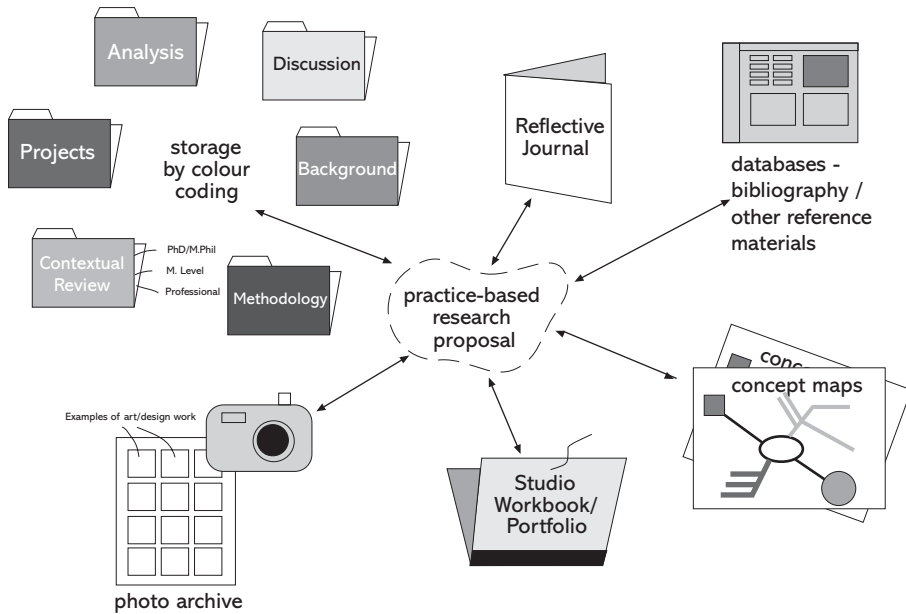 Analysis
Discussion
Projects
storage
by colour
coding
Background
Contextual
Review
PhD/M.Phil
M. Level
Professional
Methodology
Reflective
Journal
databases -
bibliography /
other reference
materials
practice-based
research
proposal
conc
concept maps
Examples of art/design work
photo archive
Studio
Workbook/
Portfolio